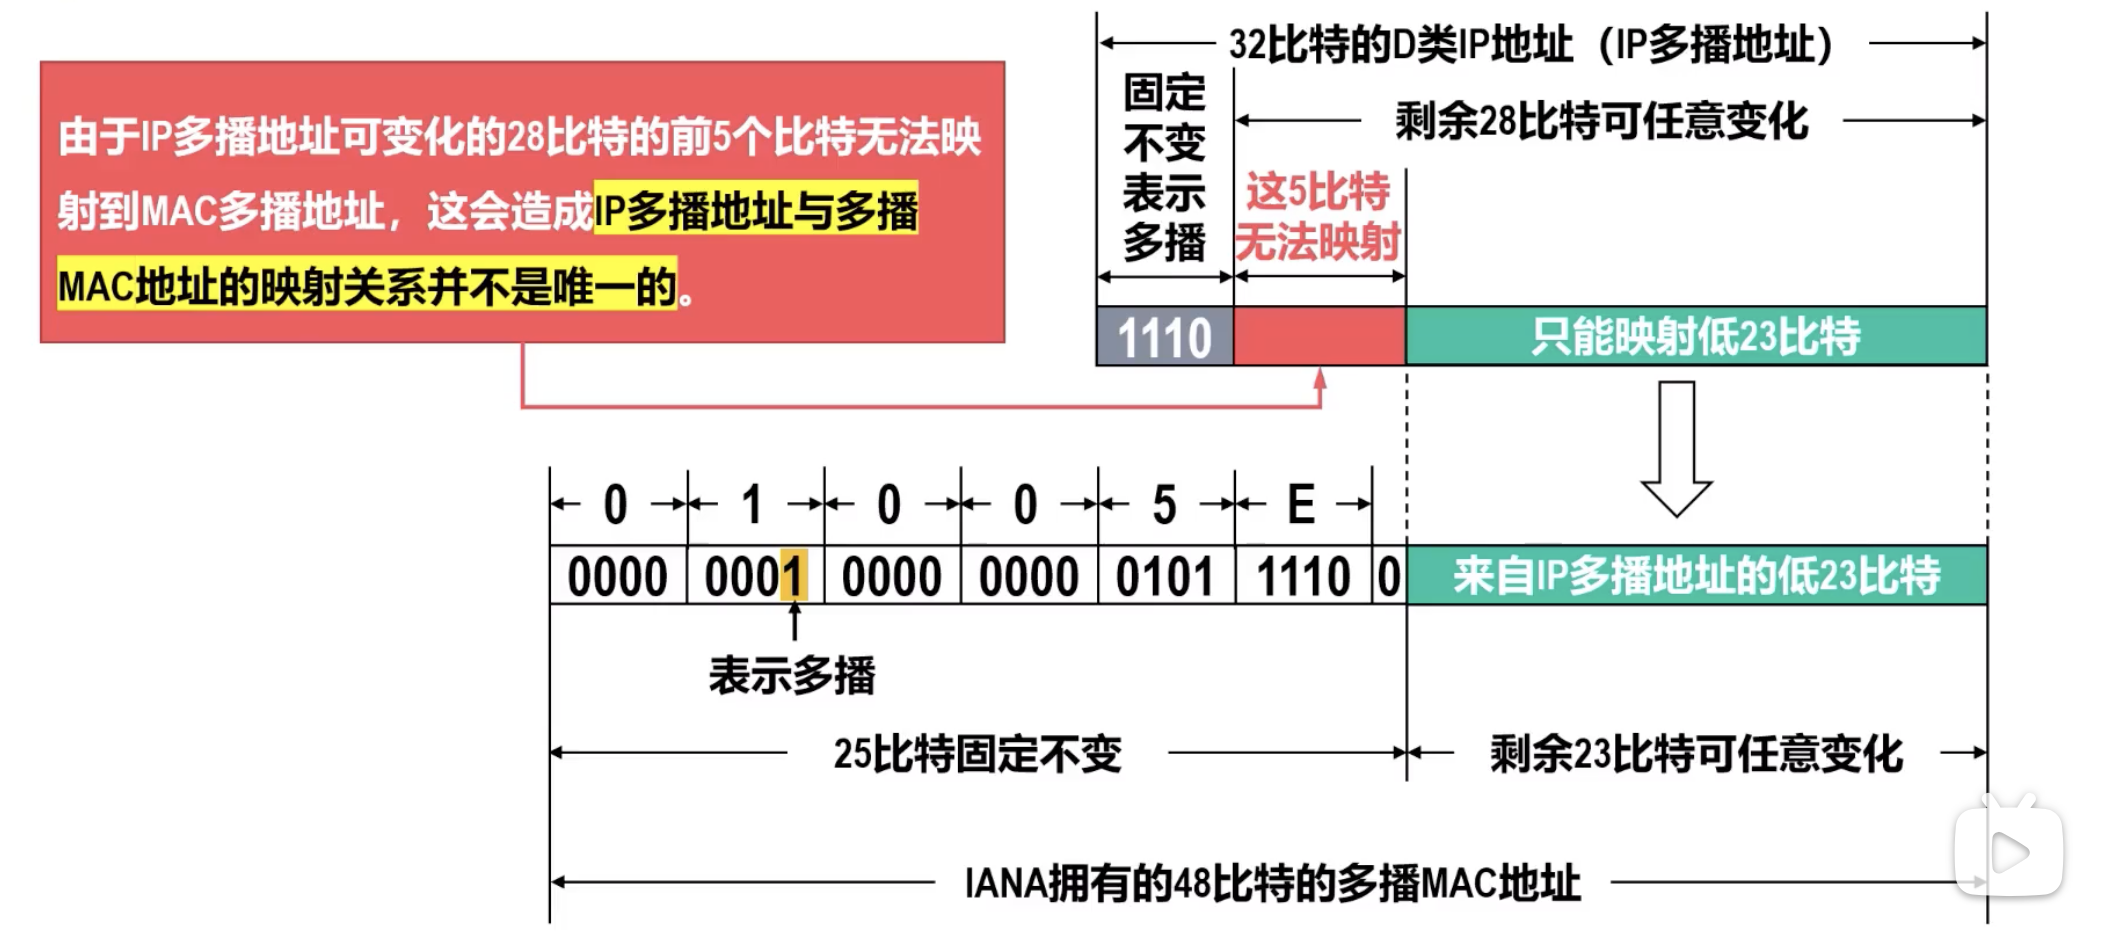 32比特的D类IP地址（IP多播地址）
固定
不变
表示
多播
剩余28比特可任意变化
这5比特
无法映射
由于IP多播地址可变化的28比特的前5个比特无法映
射到MAC多播地址，这会造成IP多播地址与多播
MAC地址的映射关系并不是唯一的。
1110
只能映射低23比特
0 1 0 0 5 E
0000 0001 0000 0000 0101 1110 0 来自IP多播地址的低23比特
表示多播
25比特固定不变
剩余23比特可任意变化
IANA拥有的48比特的多播MAC地址